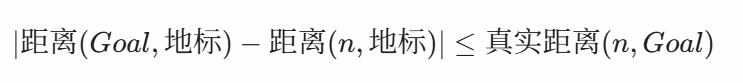 |距离(Goal, 地标) − 距离(n, 地标)| ≤ 真实距离(n, Goal)